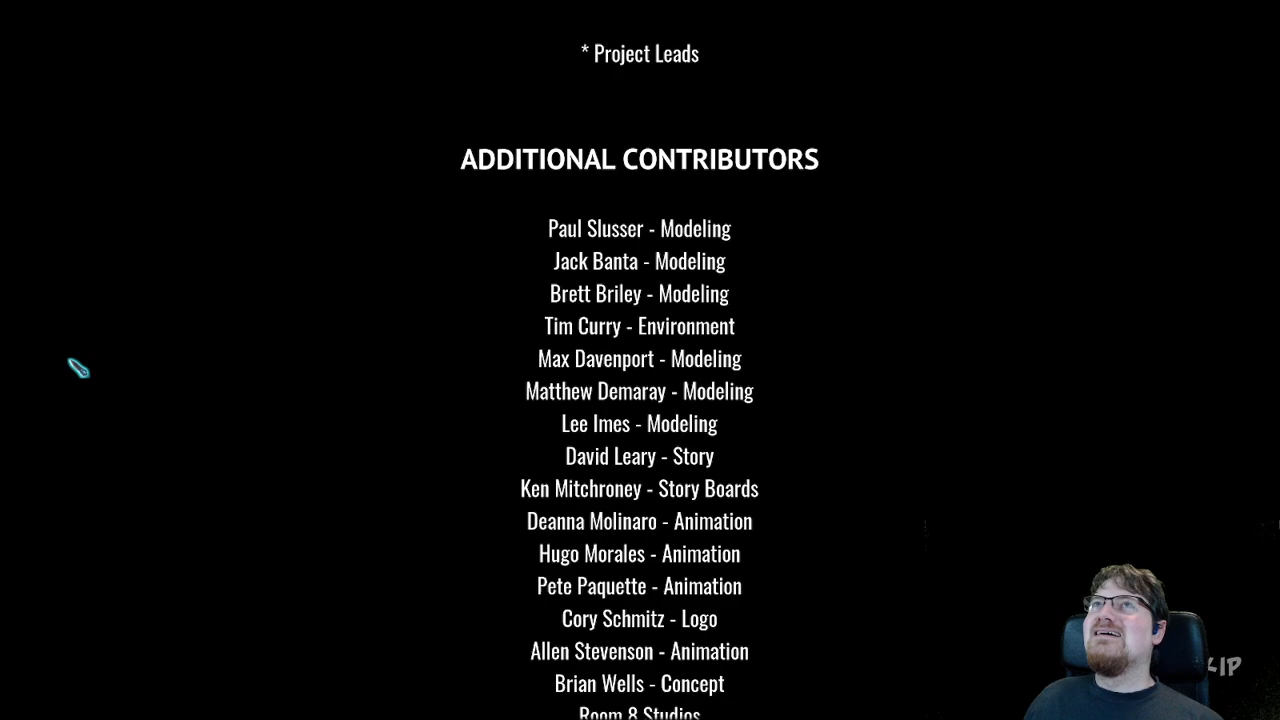 * Project Leads
ADDITIONAL CONTRIBUTORS
Paul Slusser - Modeling
Jack Banta - Modeling
Brett Briley - Modeling
Tim Curry - Environment
Max Davenport - Modeling
Matthew Demaray - Modeling
Lee Imes - Modeling
David Leary - Story
Ken Mitchroney - Story Boards
Deanna Molinaro - Animation
Hugo Morales - Animation
Pete Paquette - Animation
Cory Schmitz - Logo
Allen Stevenson - Animation
Brian Wells - Concept
Room 8 Studios